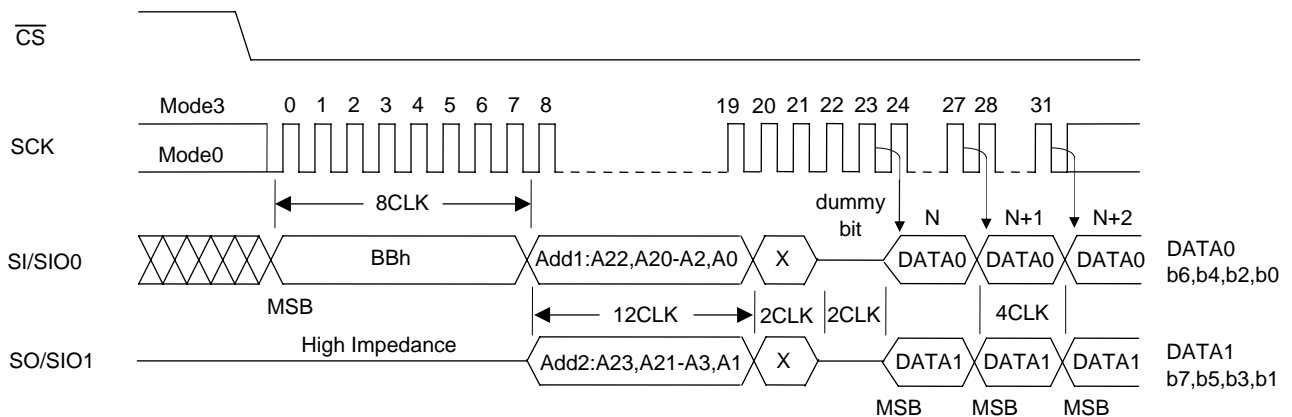 CS
Mode3 0 1 2 3 4 5 6 7 8 19 20 21 22 23 24 27 28 31
SCK
Mode0
8CLK
dummy
bit
N N+1 N+2
SI/SIO0 BBh Add1:A22,A20-A2,A0 X DATA0 DATA0 DATA0
DATA0
b6,b4,b2,b0
MSB
12CLK 2CLK 2CLK 4CLK
High Impedance
SO/SIO1 Add2:A23,A21-A3,A1 X DATA1 DATA1 DATA1
DATA1
b7,b5,b3,b1
MSB MSB MSB